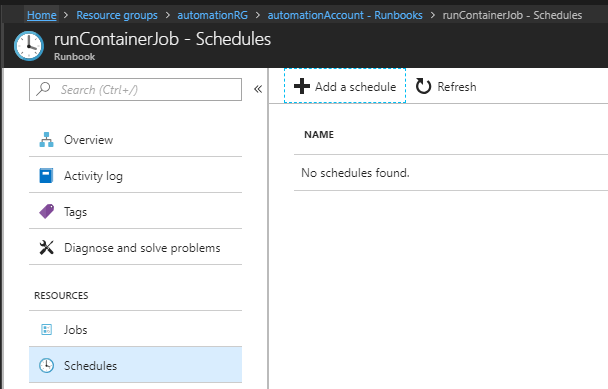 Home > Resource groups > automationRG > automationAccount - Runbooks > runContainerJob - Schedules
runContainerJob - Schedules
Runbook
Search (Ctrl+/)
«
Add a schedule
Refresh
Overview
Activity log
Tags
Diagnose and solve problems
RESOURCES
Jobs
Schedules
NAME
No schedules found.